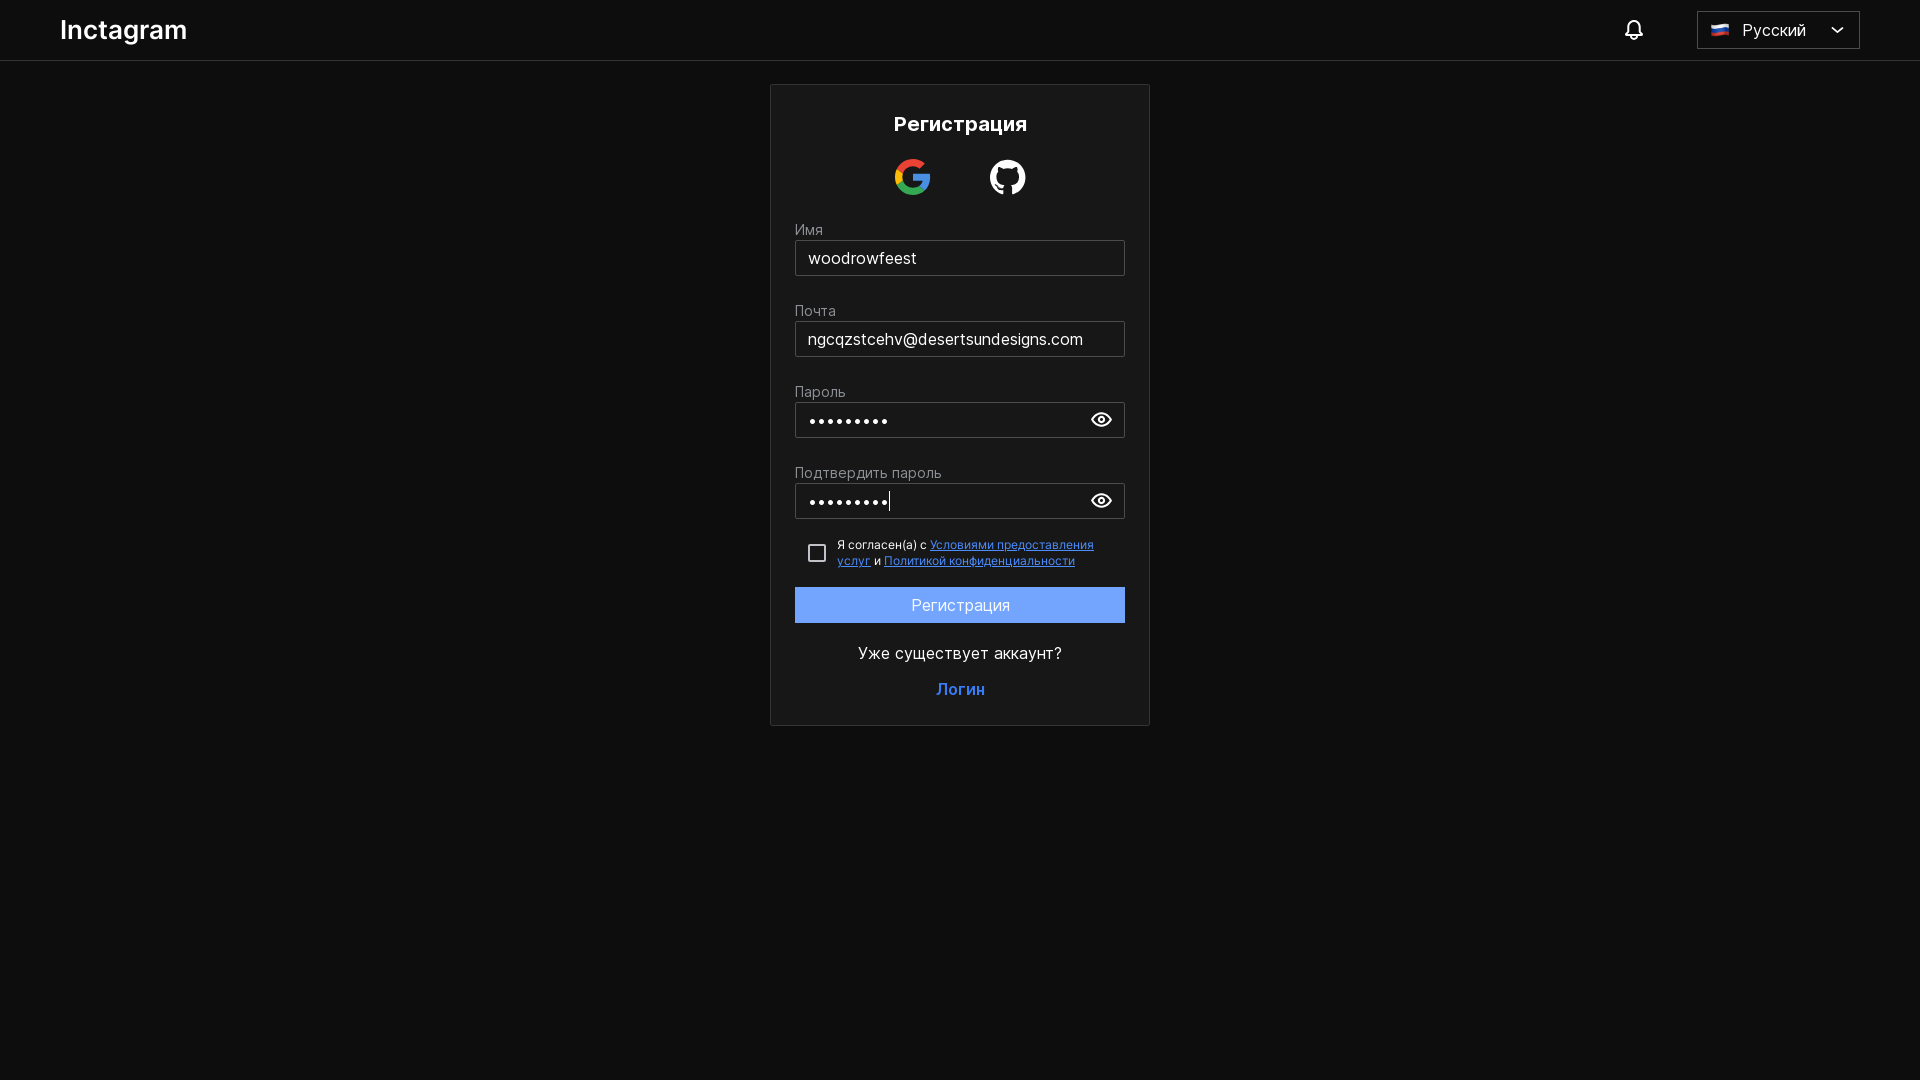 Inctagram
Русский
Регистрация
Имя
woodrowfeest
Почта
ngcqzstcehv@desertsundesigns.com
Пароль
•••••••••
Подтвердить пароль
•••••••••
Я согласен(а) с Условиями предоставления
услуг и Политикой конфиденциальности
Регистрация
Уже существует аккаунт?
Логин